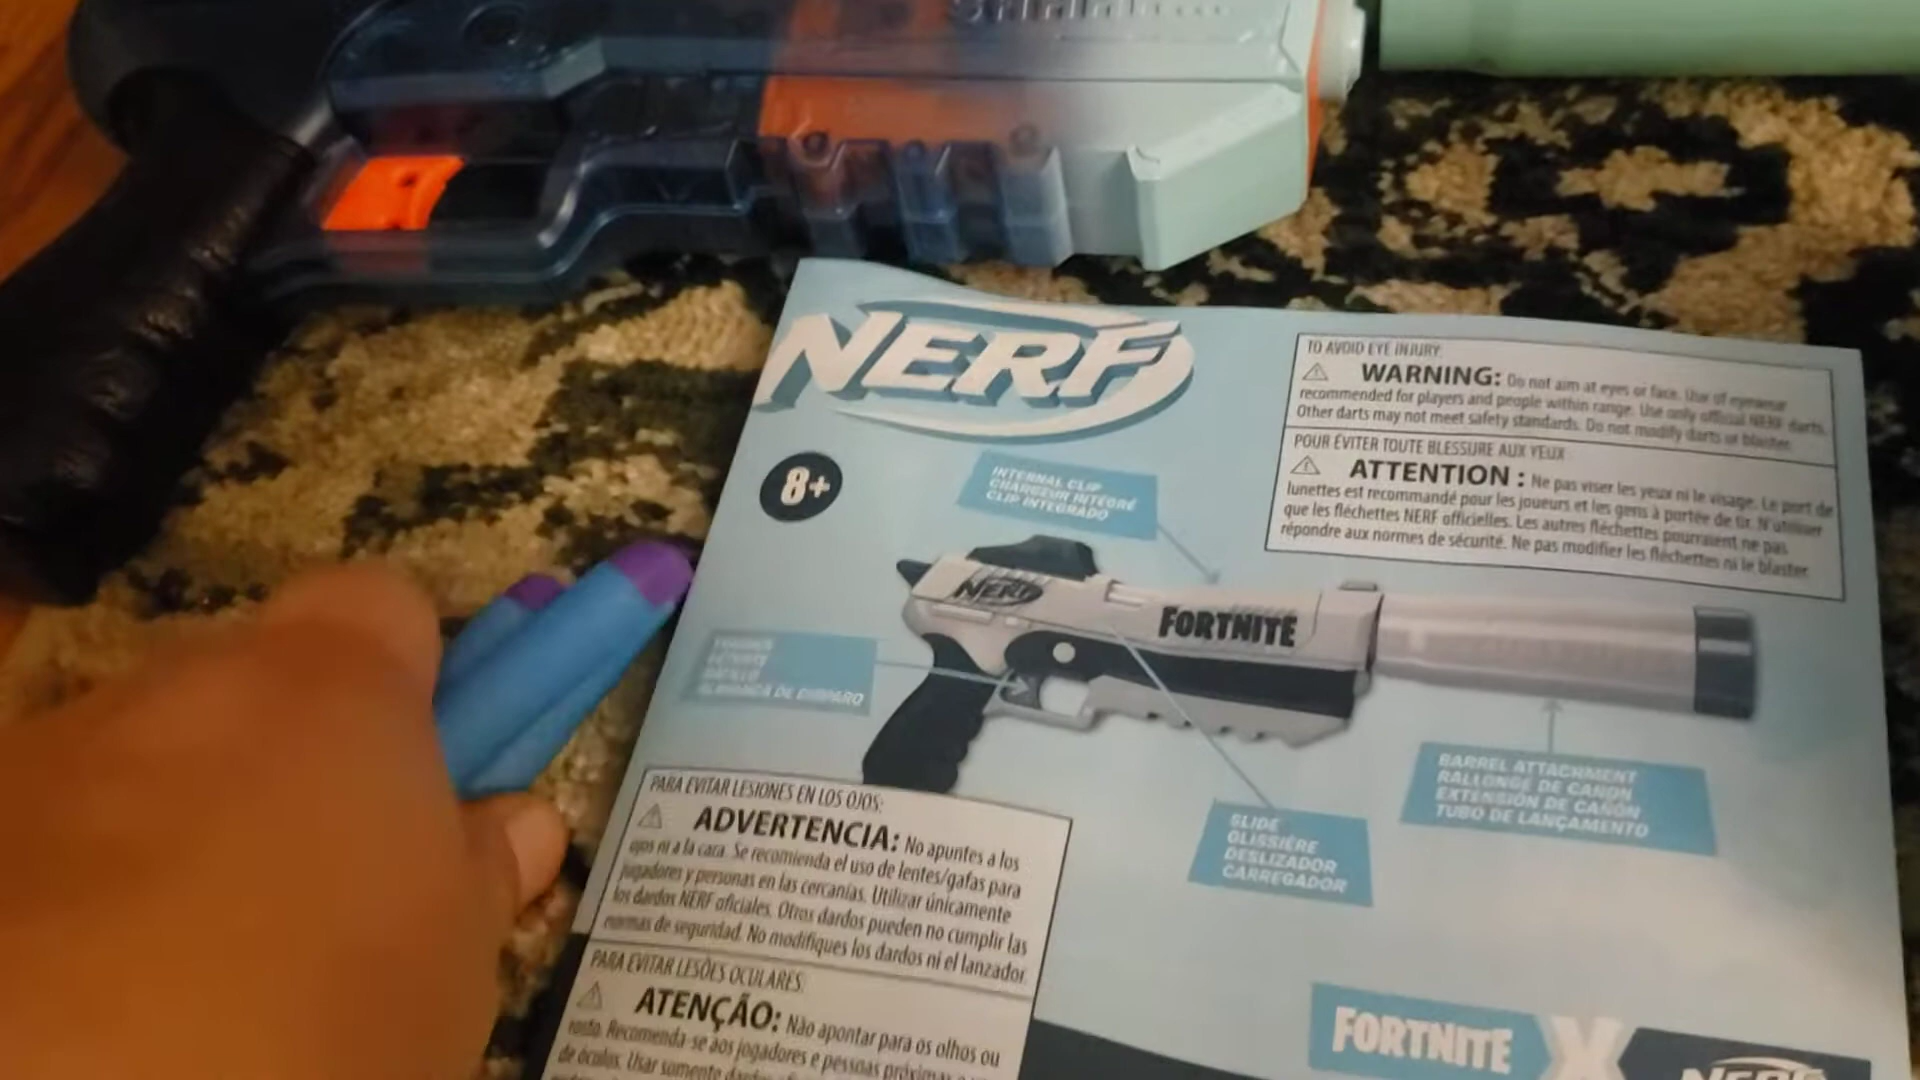 NERF
TO AVOID EYE INJURY:
WARNING: Do not aim at eyes or face. Use of eyewear
recommended for players and people within range. Use only official NERF darts.
Other darts may not meet safety standards. Do not modify darts or blaster.
POUR ÉVITER TOUTE BLESSURE AUX YEUX
ATTENTION : Ne pas viser les yeux ni le visage. Le port de
lunettes est recommandé pour les joueurs et les gens à portée de tir. N'utiliser
que les fléchettes NERF officielles. Les autres fléchettes pourraient ne pas
répondre aux normes de sécurité. Ne pas modifier les fléchettes ni le blaster.
8+
INTERNAL CLIP
CHARGEUR INTÉGRÉ
CLIP INTEGRADO
NERF
FORTNITE
ALAVANCA DE DISPARO
BARREL ATTACHMENT
RALLONGE DE CANON
EXTENSIÓN DE CAÑÓN
TUBO DE LANÇAMENTO
SLIDE
GLISSIÈRE
DESLIZADOR
CARREGADOR
PARA EVITAR LESIONES EN LOS OJOS:
ADVERTENCIA: No apuntes a los
ojos ni a la cara. Se recomienda el uso de lentes/gafas para
jugadores y personas en las cercanías. Utilizar únicamente
los dardos NERF oficiales. Otros dardos pueden no cumplir las
normas de seguridad. No modifiques los dardos ni el lanzador.
PARA EVITAR LESÕES OCULARES:
ATENÇÃO: Não apontar para os olhos ou
rosto. Recomenda-se aos jogadores e pessoas próximas
de óculos. Usar somente dardos
FORTNITE X NERF